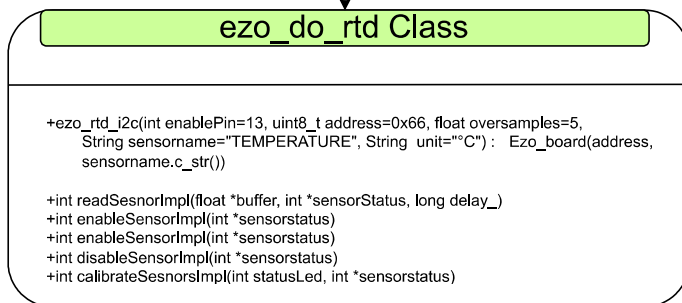 ezo_do_rtd Class
+ezo_rtd_i2c(int enablePin=13, uint8_t address=0x66, float oversamples=5,
String sensorname="TEMPERATURE", String unit="°C") : Ezo_board(address,
sensorname.c_str())
+int readSesnorImpl(float *buffer, int *sensorStatus, long delay_)
+int enableSensorImpl(int *sensorstatus)
+int enableSensorImpl(int *sensorstatus)
+int disableSensorImpl(int *sensorstatus)
+int calibrateSesnorsImpl(int statusLed, int *sensorstatus)